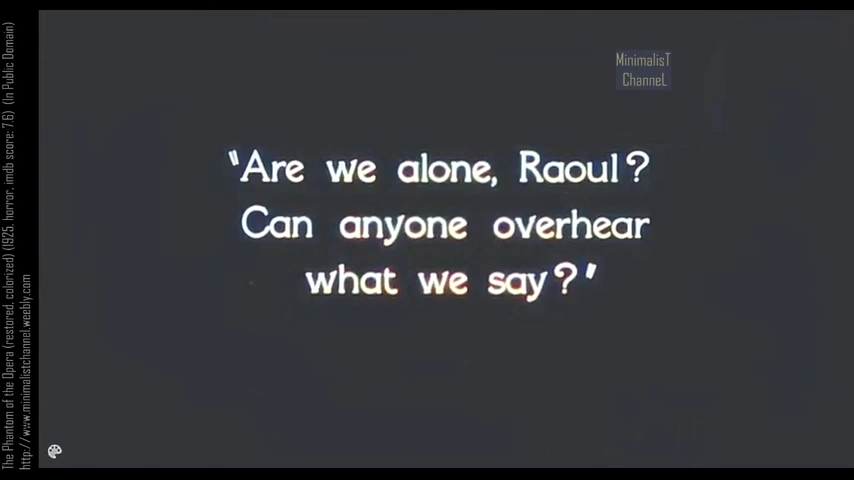 The Phantom of the Opera (restored, colorized) (1925, horror, imdb score: 7.6) (In Public Domain)
http://www.minimalistchannel.weebly.com
MinimalisT
ChanneL
"Are we alone, Raoul?
Can anyone overhear
what we say?"